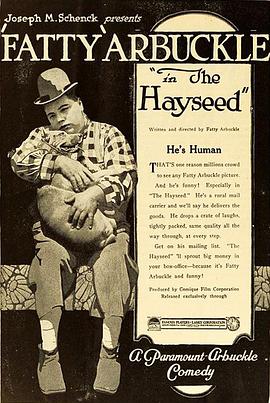 Joseph M. Schenck presents
'FATTY' ARBUCKLE
"in The
Hayseed"
Written and directed by Fatty Arbuckle
He's Human
THAT'S one reason millions crowd
to see any Fatty Arbuckle picture.
And he's funny! Especially in
"The Hayseed." He's a rural mail
carrier and we'll say he delivers the
goods. He drops a crate of laughs,
tightly packed, same quality all the
way through, at every step.
Get on his mailing list. "The
Hayseed" 'll sprout big money in
your box-office—because it's Fatty
Arbuckle and funny!
Produced by Comique Film Corporation
Released exclusively through
FAMOUS PLAYERS-LASKY CORPORATION
A Paramount-Arbuckle
Comedy